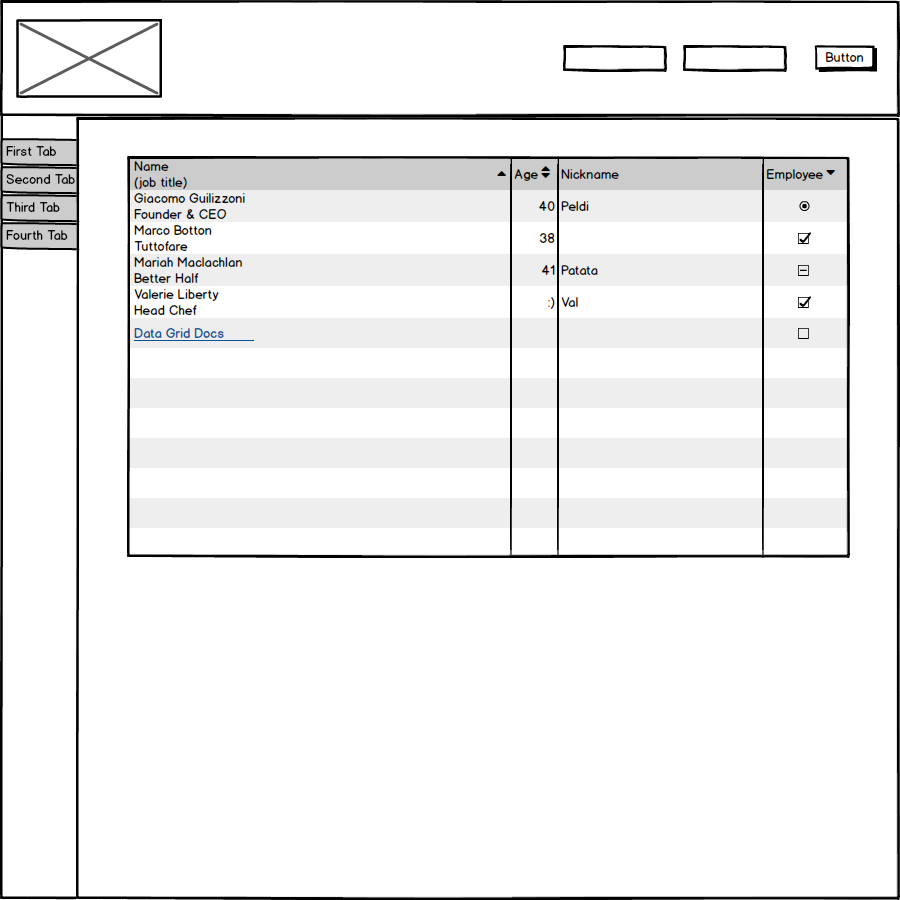 Button
First Tab
Second Tab
Third Tab
Fourth Tab
Name
(job title)
Age
Nickname
Employee
Giacomo Guilizzoni
Founder & CEO
40
Peldi
Marco Botton
Tuttofare
38
Mariah Maclachlan
Better Half
41
Patata
Valerie Liberty
Head Chef
:)
Val
Data Grid Docs